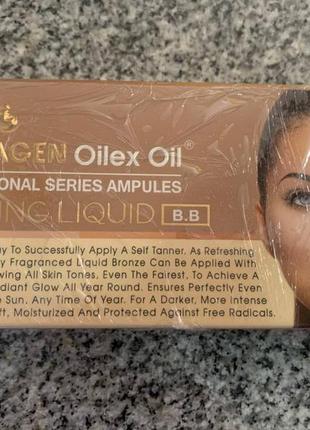 AGEN Oilex Oil®
ONAL SERIES AMPULES
ING LIQUID B.B
ay To Successfully Apply A Self Tanner. As Refreshing
y Fragranced Liquid Bronze Can Be Applied With
wing All Skin Tones, Even The Fairest. To Achieve A
adiant Glow All Year Round. Ensures Perfectly Even
e Sun, Any Time Of Year. For A Darker, More Intense
ft, Moisturized And Protected Against Free Radicals.